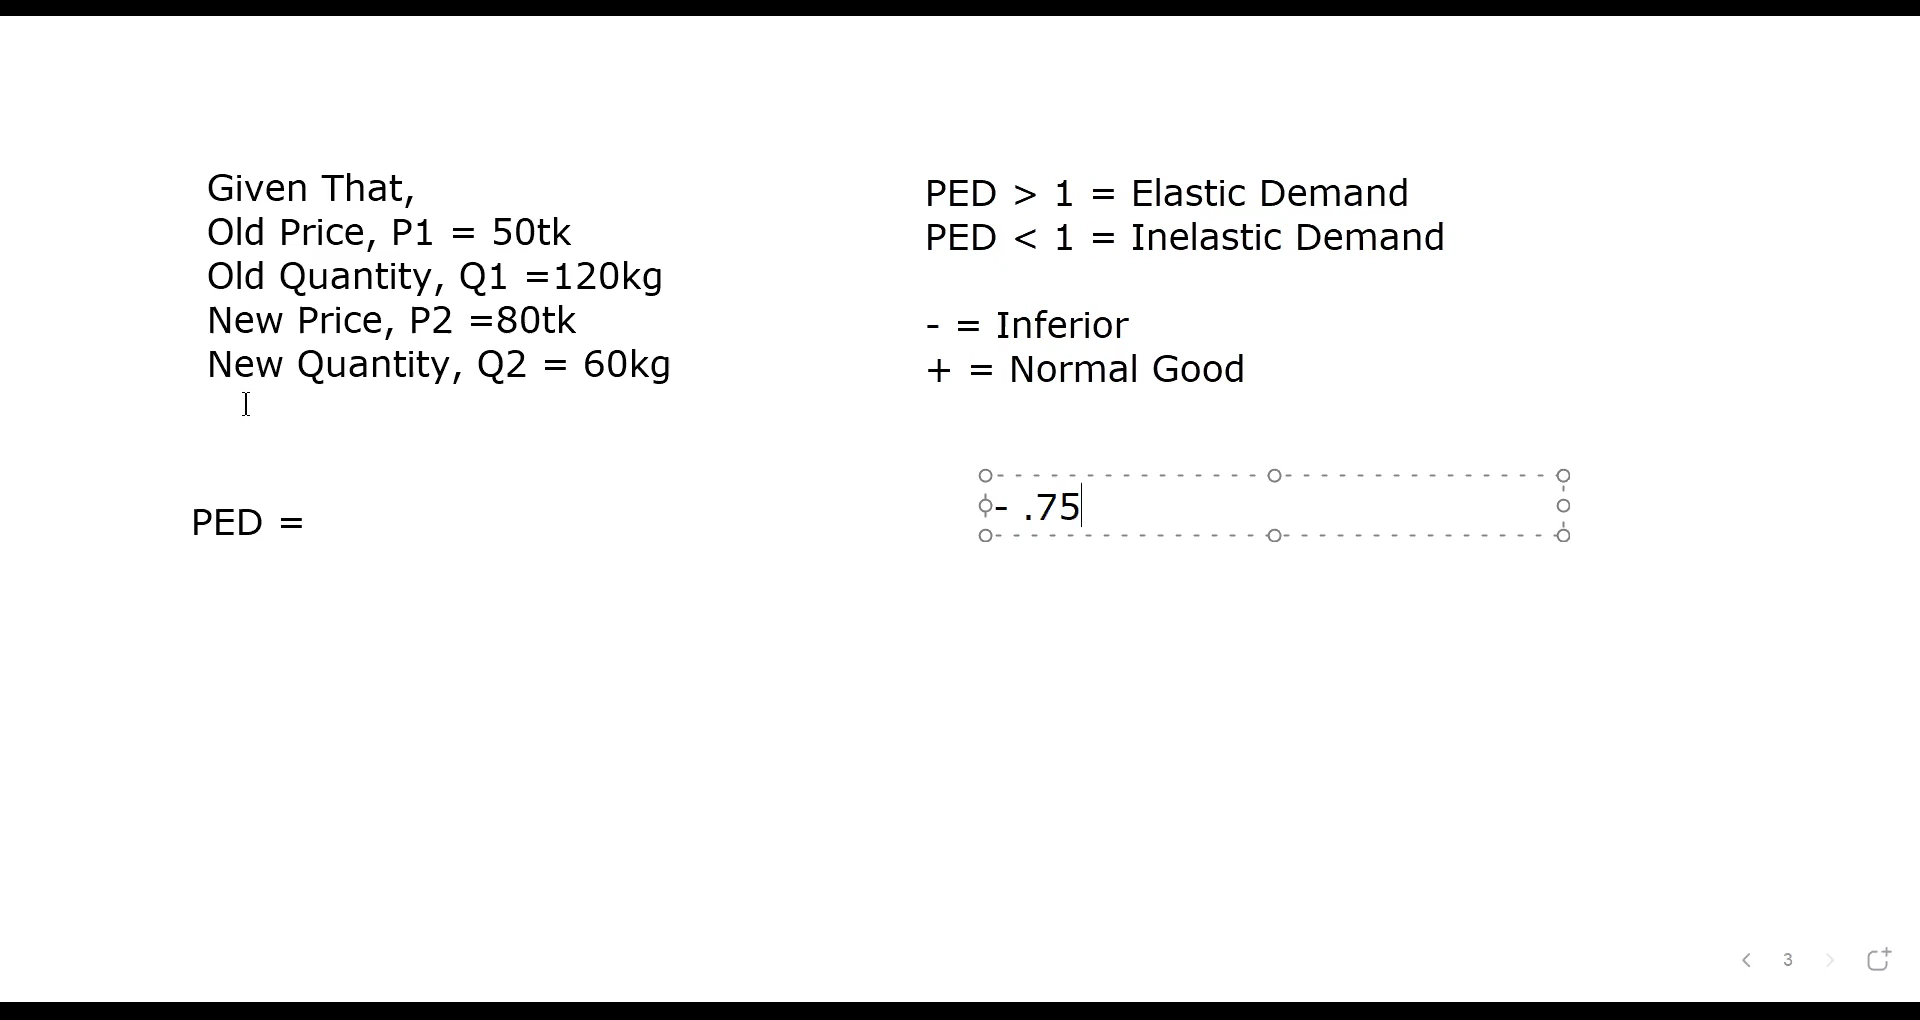 Given That,
Old Price, P1 = 50tk
Old Quantity, Q1 =120kg
New Price, P2 =80tk
New Quantity, Q2 = 60kg
PED =
PED > 1 = Elastic Demand
PED < 1 = Inelastic Demand
- = Inferior
+ = Normal Good
- .75
3